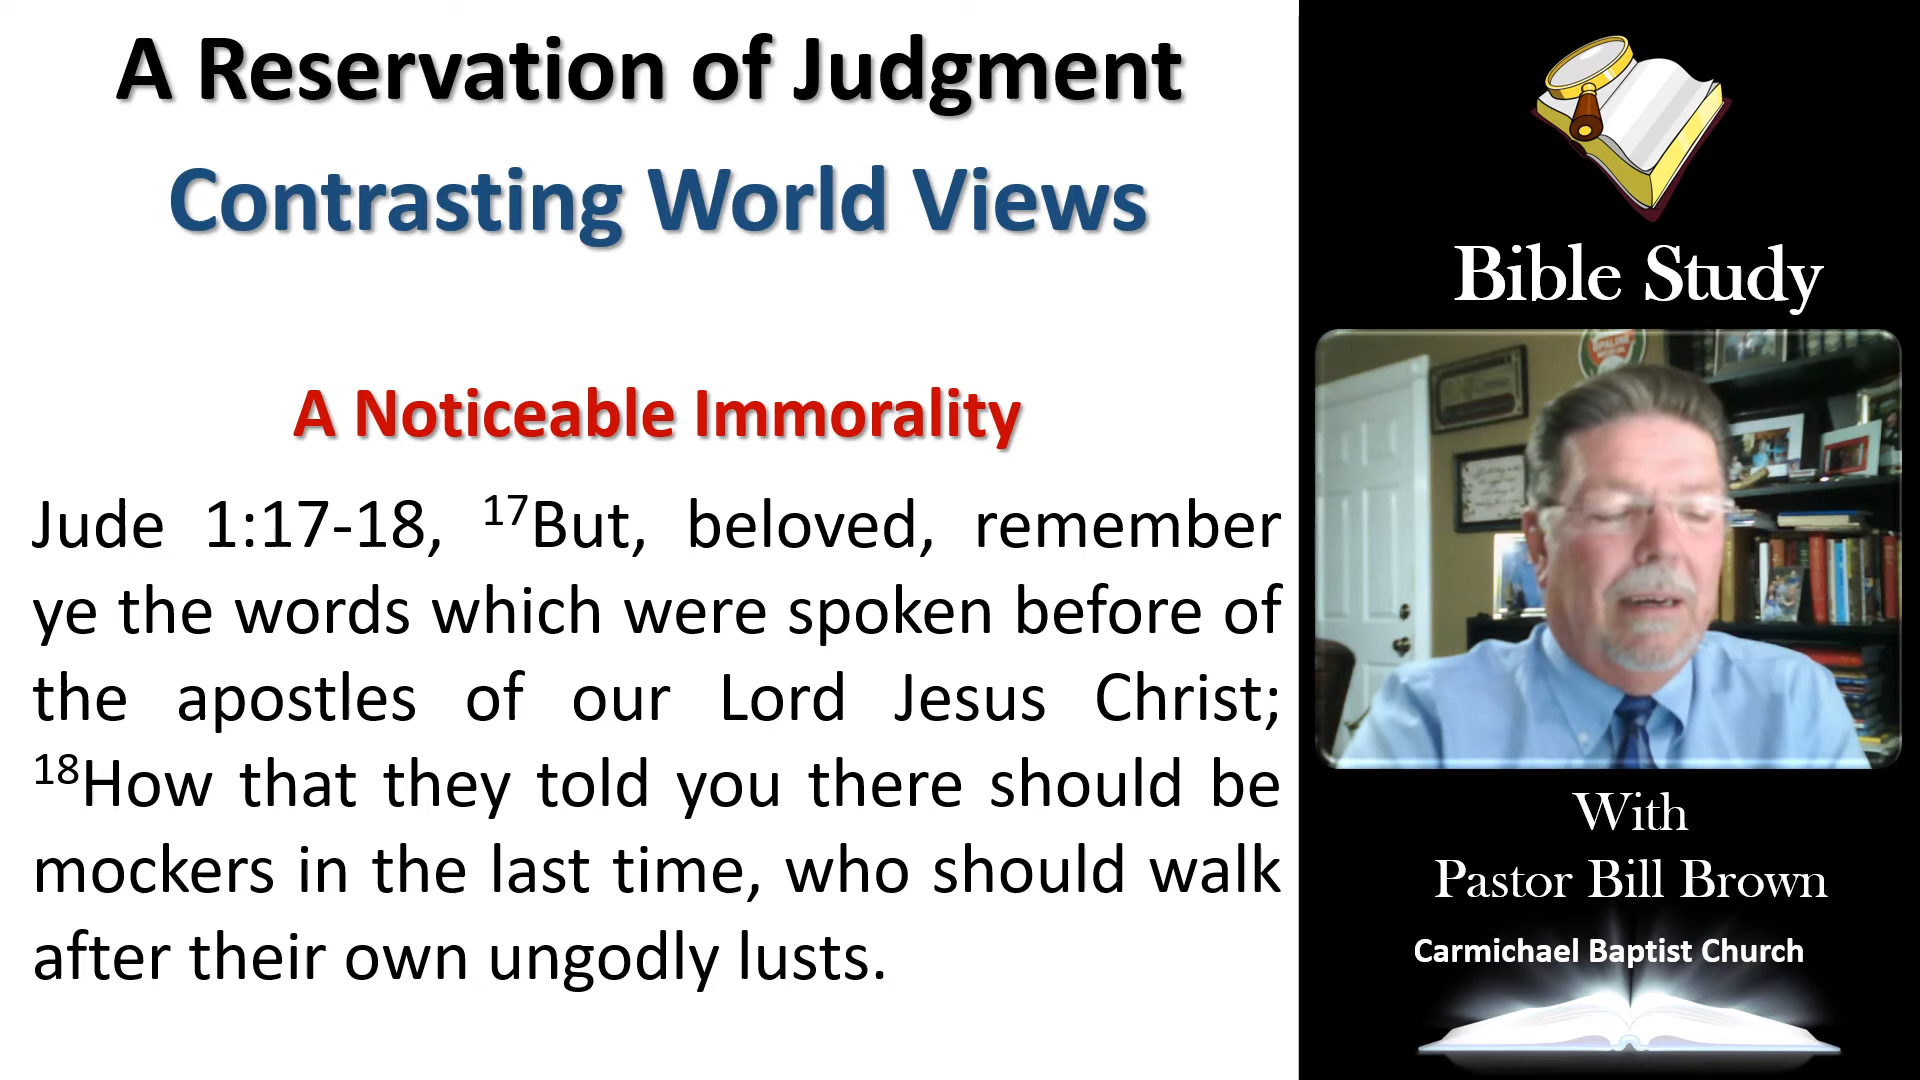 A Reservation of Judgment
Contrasting World Views
A Noticeable Immorality
Jude 1:17-18, 17But, beloved, remember
ye the words which were spoken before of
the apostles of our Lord Jesus Christ;
18How that they told you there should be
mockers in the last time, who should walk
after their own ungodly lusts.
Bible Study
OPALINE
With
Pastor Bill Brown
Carmichael Baptist Church